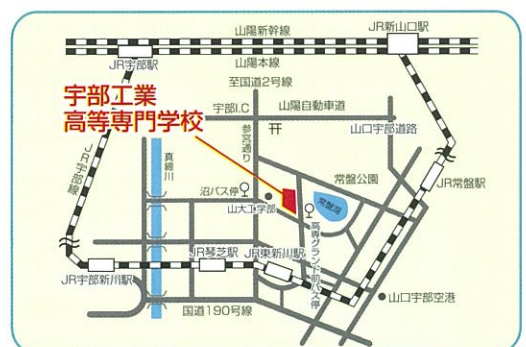 山陽新幹線
JR新山口駅
JR宇部駅
山陽本線
至国道2号線
宇部工業
高等専門学校
宇部I.C
山陽自動車道
参宮通り
山口宇部道路
JR宇部線
真締川
常盤公園
JR常盤駅
沼バス停
山大工学部
常盤湖
高専グランド前バス停
JR琴芝駅
JR東新川駅
JR宇部新川駅
山口宇部空港
国道190号線